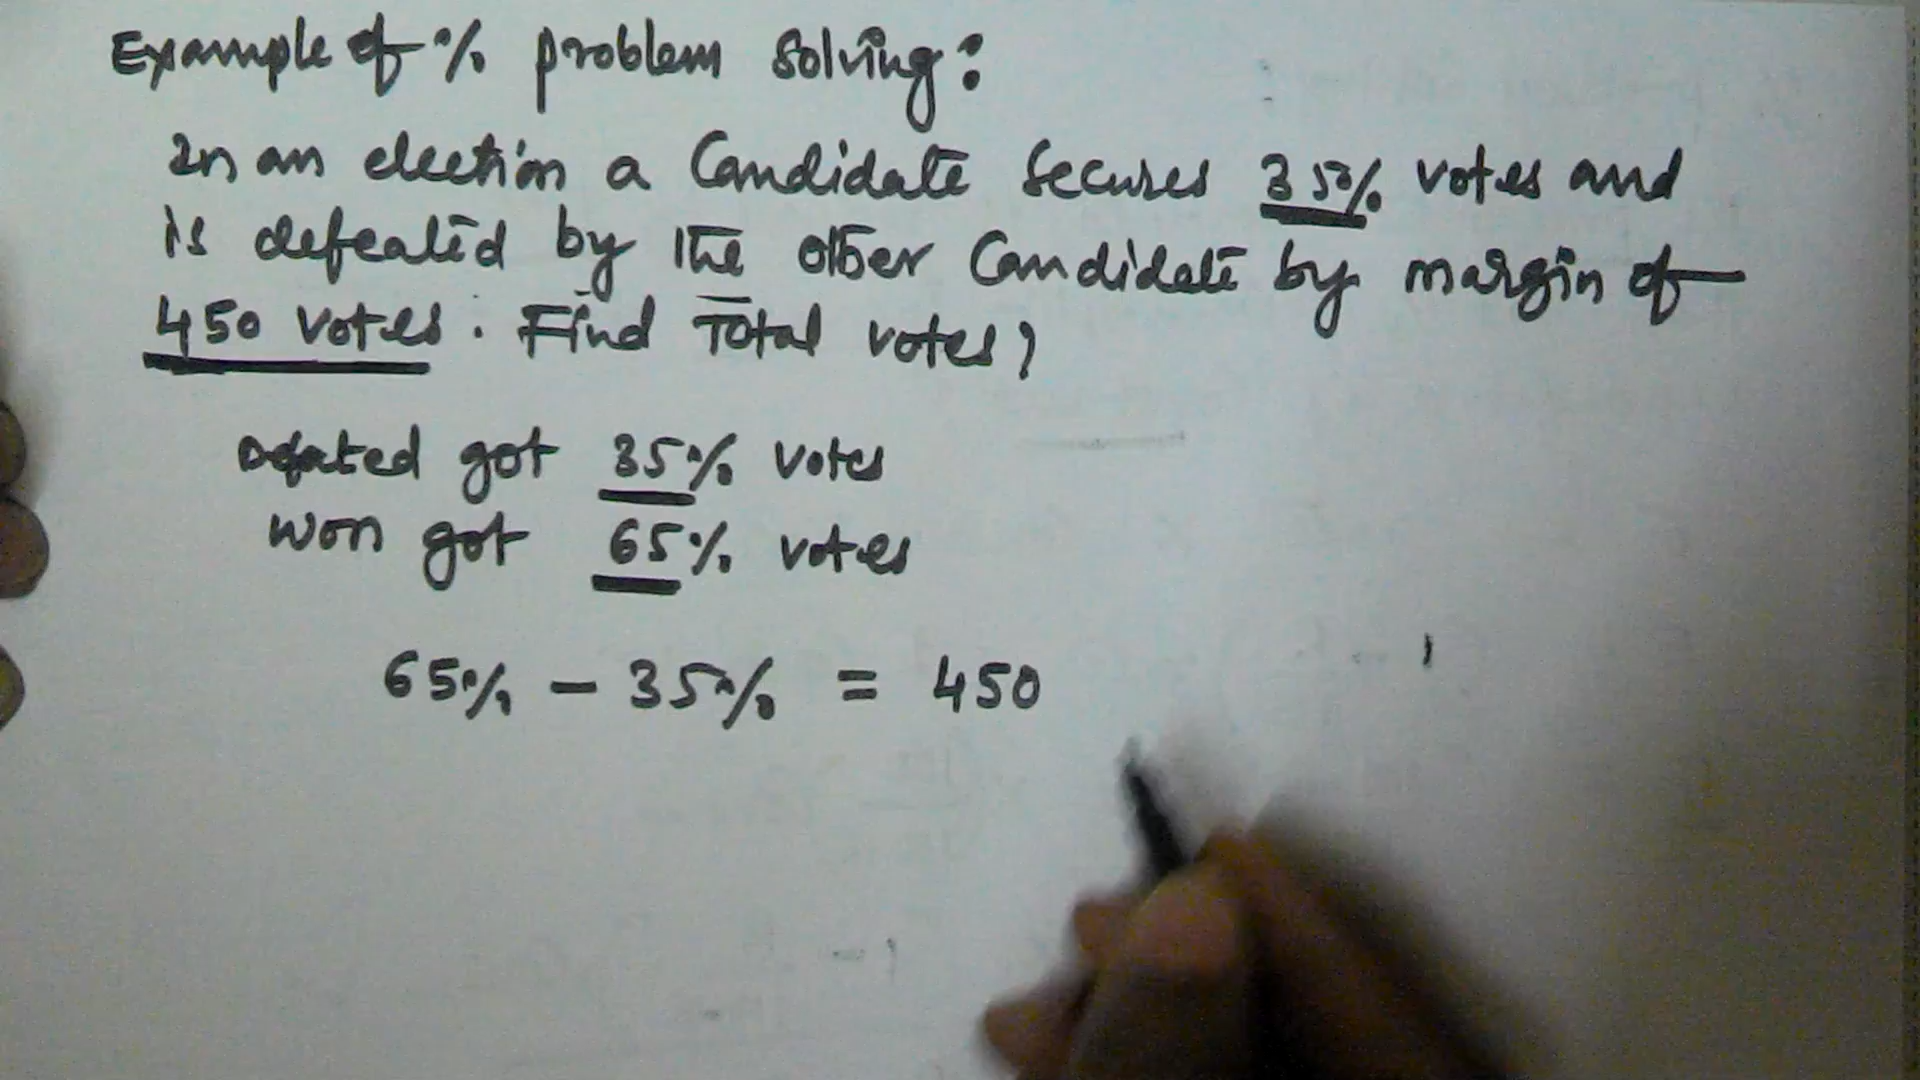 Example of % problem solving:
In an election a candidate secures 35% votes and
is defeated by the other candidate by margin of
450 votes. Find Total votes?
Defated got 35% votes
won got 65% votes
65% - 35% = 450